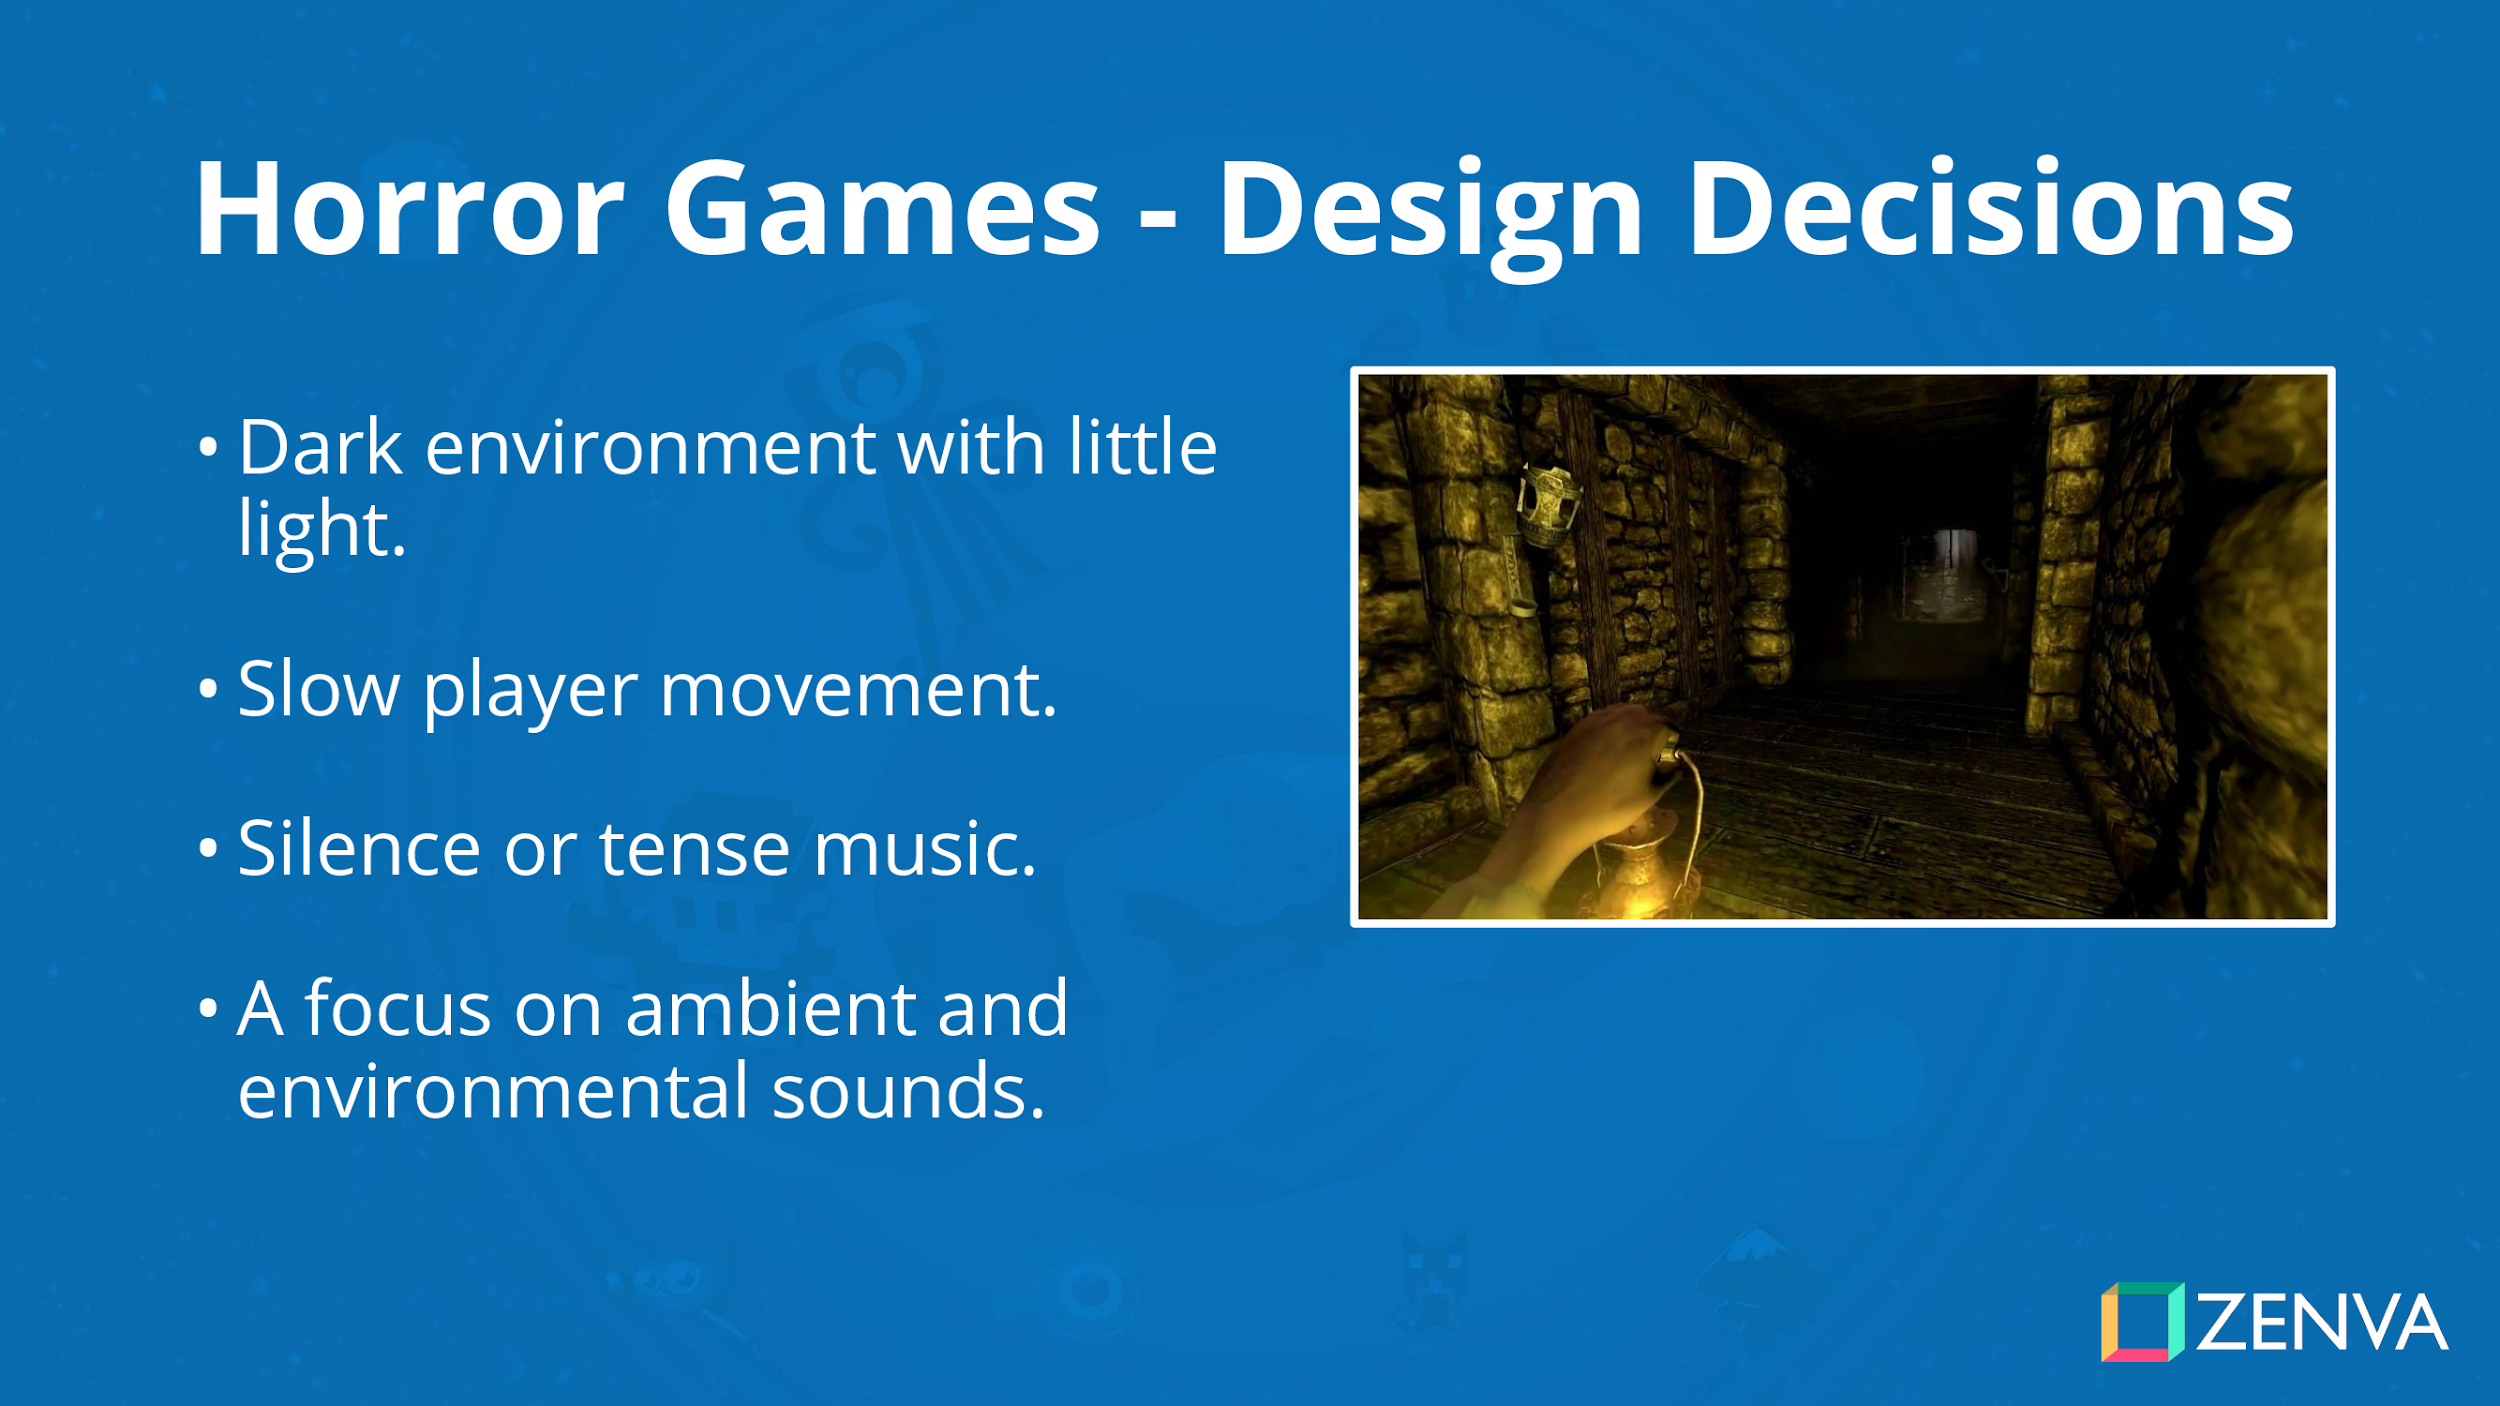 Horror Games - Design Decisions
• Dark environment with little
light.
• Slow player movement.
• Silence or tense music.
• A focus on ambient and
environmental sounds.
ZENVA